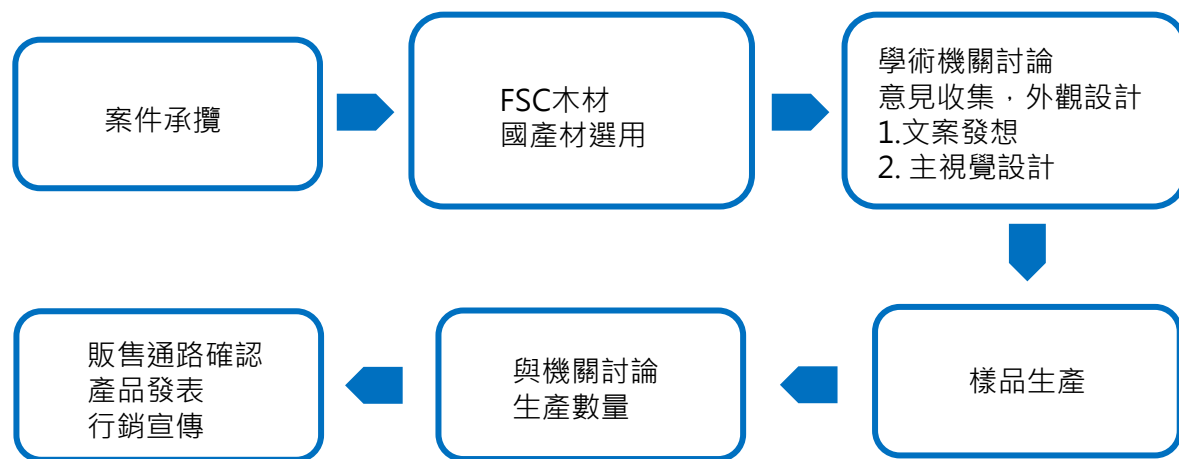 案件承攬
FSC木材
國產材選用
學術機關討論
意見收集，外觀設計
1.文案發想
2. 主視覺設計
樣品生產
與機關討論
生產數量
販售通路確認
產品發表
行銷宣傳